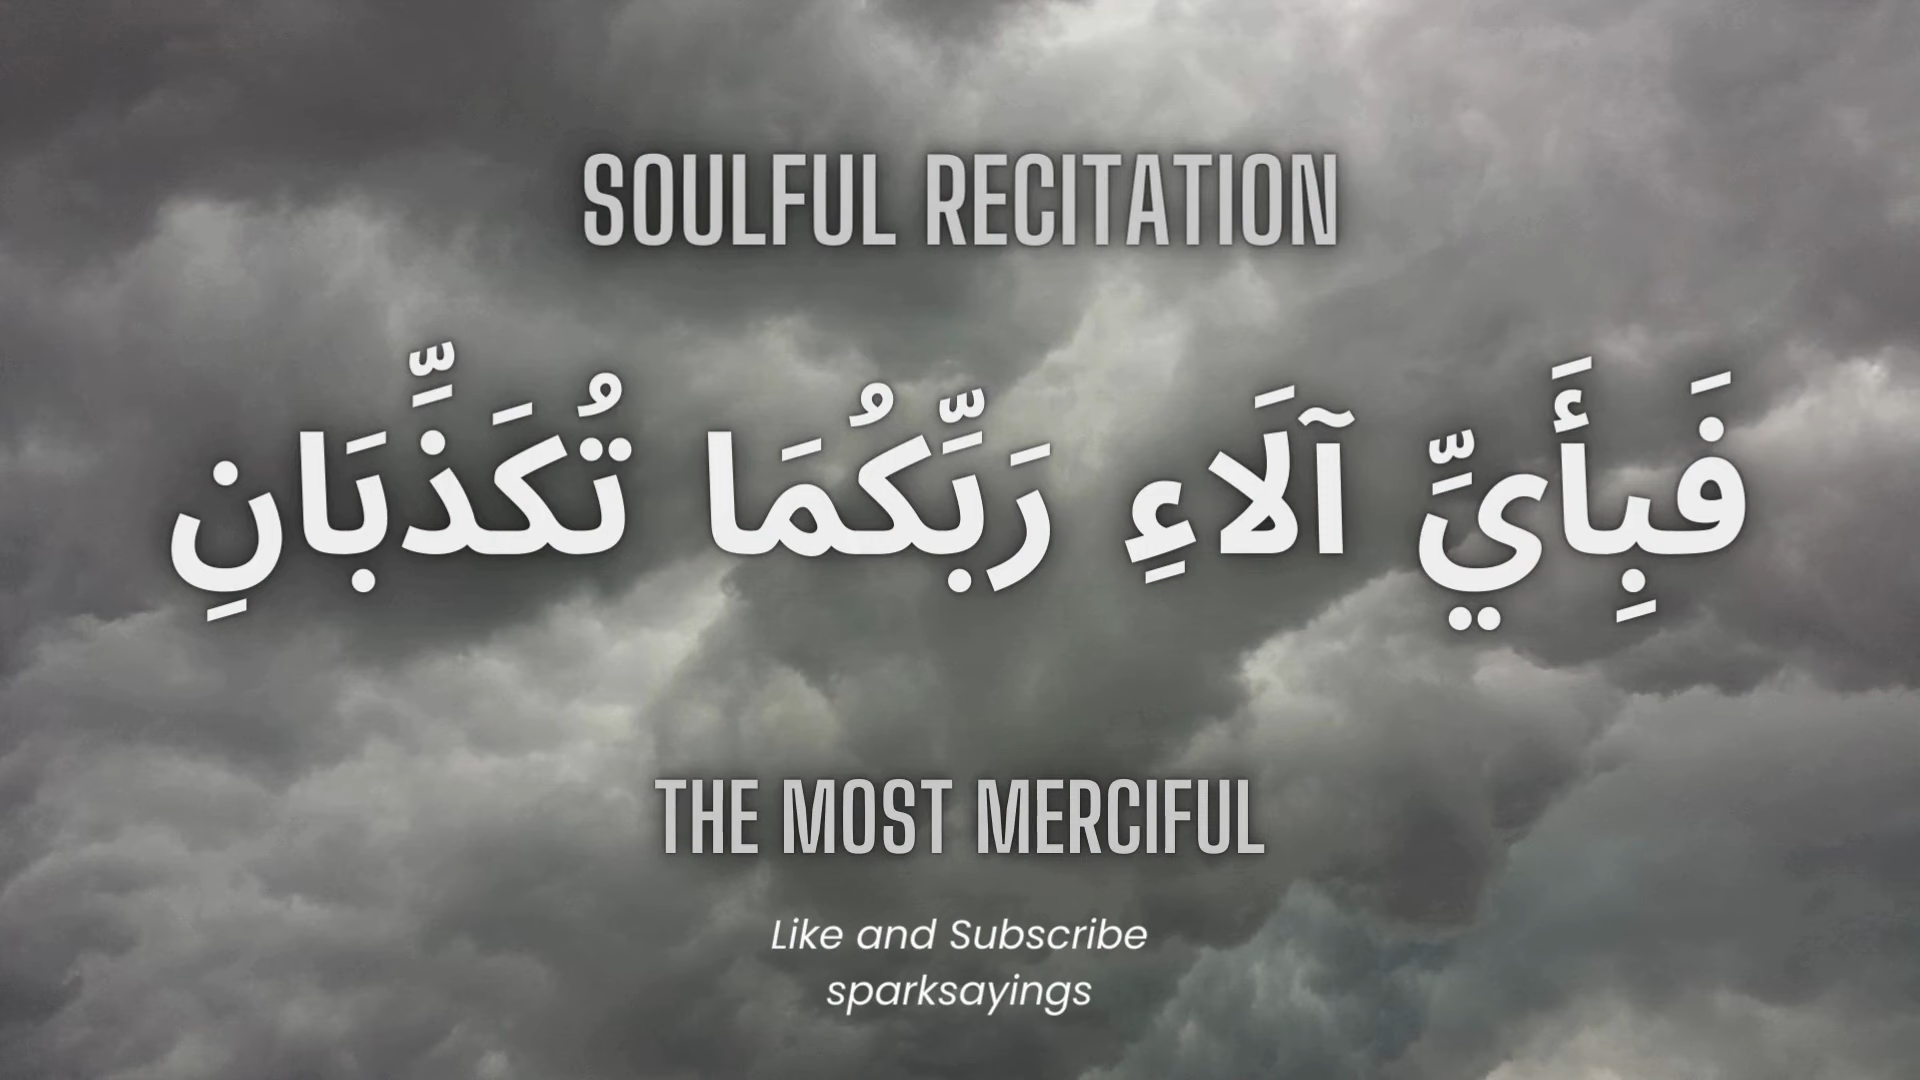 SOULFUL RECITATION
فَبِأَيِّ آلَاءِ رَبِّكُمَا تُكَذِّبَانِ
THE MOST MERCIFUL
Like and Subscribe
sparksayings